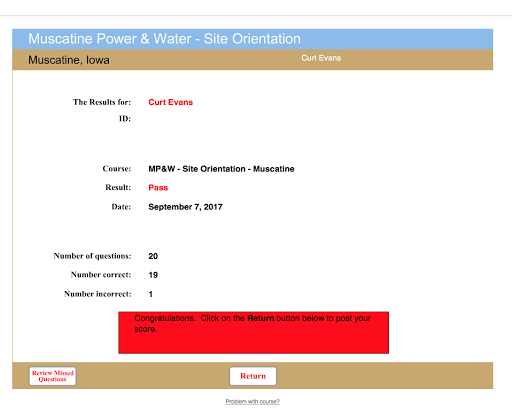 Muscatine Power & Water - Site Orientation
Muscatine, Iowa
Curt Evans
The Results for: Curt Evans
ID:
Course: MP&W - Site Orientation - Muscatine
Result: Pass
Date: September 7, 2017
Number of questions: 20
Number correct: 19
Number incorrect: 1
Congratulations. Click on the Return button below to post your
score.
Review Missed
Questions
Return
Problem with course?